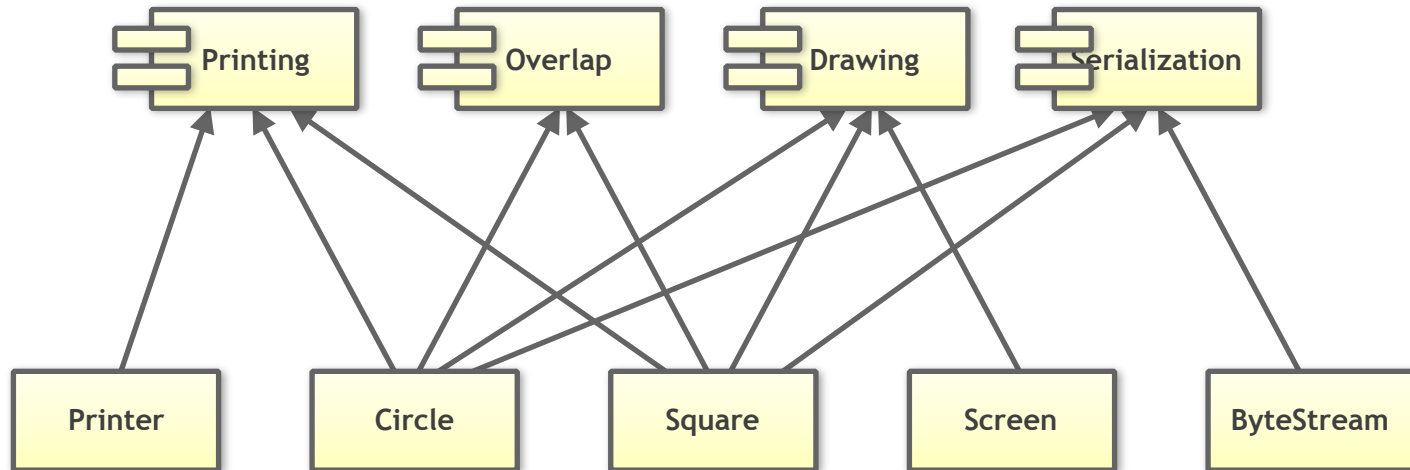 Printing
Overlap
Drawing
Serialization
Printer
Circle
Square
Screen
ByteStream